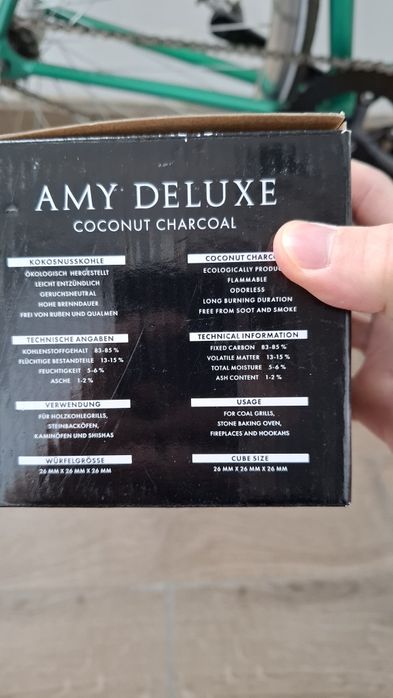 AMY DELUXE
COCONUT CHARCOAL
KOKOSNUSSKOHLE
ÖKOLOGISCH HERGESTELLT
LEICHT ENTZÜNDLICH
GERUCHSNEUTRAL
HOHE BRENNDAUER
FREI VON RUBEN UND QUALMEN
COCONUT
ECOLOGICALLY
FLAMMABLE
ODORLESS
LONG BURNING DURATION
FREE FROM SOOT AND SMOKE
TECHNISCHE ANGABEN
KOHLENSTOFFGEHALT 83-85 %
FLÜCHTIGE BESTANDTEILE 13-15 %
FEUCHTIGKEIT 5-6 %
ASCHE 1-2 %
TECHNICAL INFORMATION
FIXED CARBON 83-85 %
VOLATILE MATTER 13-15 %
TOTAL MOISTURE 5-6 %
ASH CONTENT 1-2 %
VERWENDUNG
FÜR HOLZKOHLEGRILLS,
STEINBACKÖFEN,
KAMINÖFEN UND SHISHAS
USAGE
FOR COAL GRILLS,
STONE BAKING OVEN,
FIREPLACES AND HOOKAHS
WÜRFELGRÖSSE
26 MM X 26 MM X 26 MM
CUBE SIZE
26 MM X 26 MM X 26 MM